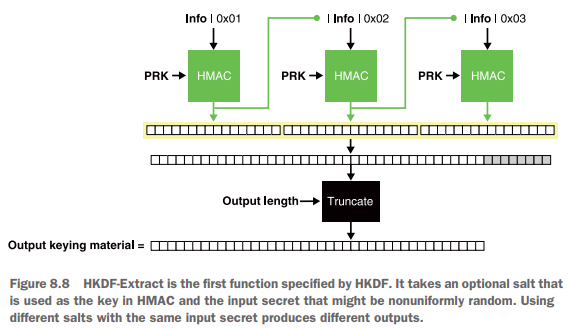 Info | 0x01
| Info | 0x02
| Info | 0x03
PRK
HMAC
PRK
HMAC
PRK
HMAC
Output length
Truncate
Output keying material =
Figure 8.8 HKDF-Extract is the first function specified by HKDF. It takes an optional salt that
is used as the key in HMAC and the input secret that might be nonuniformly random. Using
different salts with the same input secret produces different outputs.